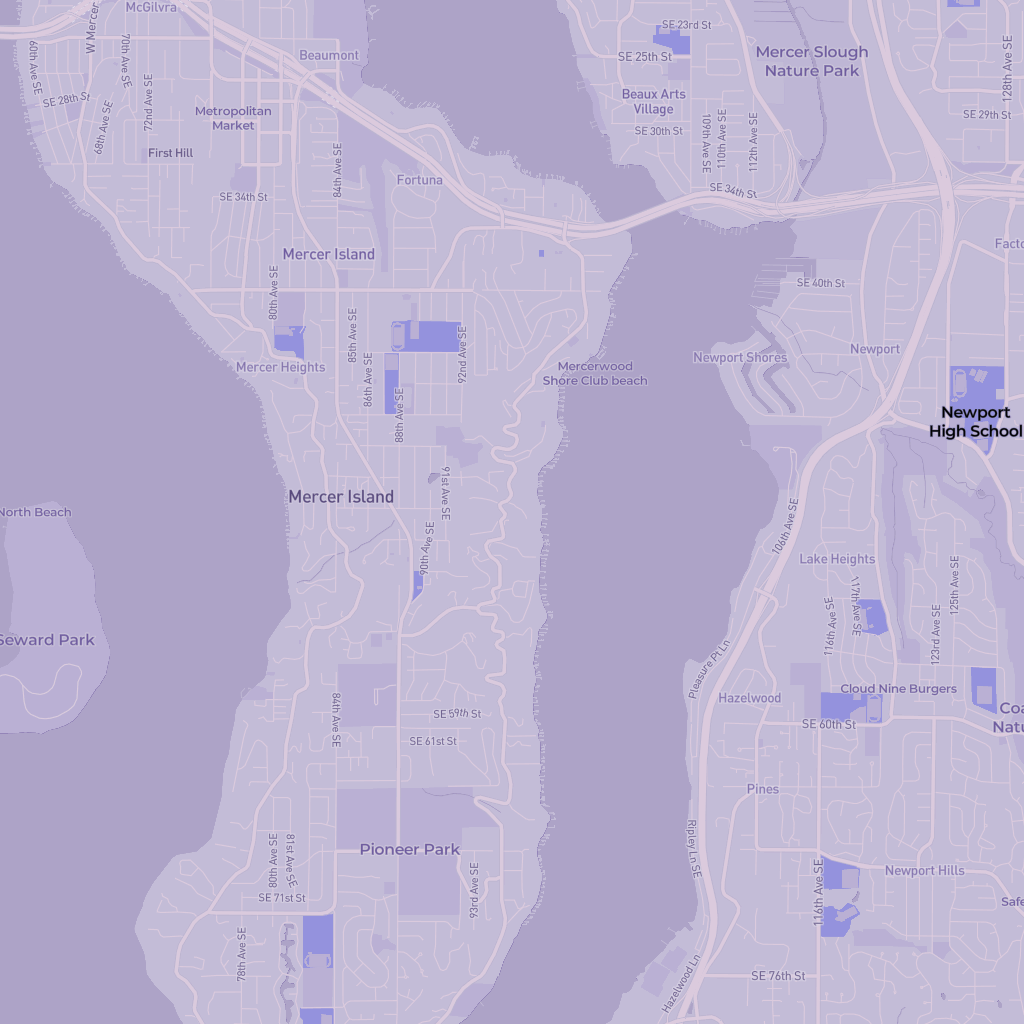 McGilvra
W Mercer
60th Ave SE
70th Ave SE
Beaumont
SE 23rd St
SE 25th St
Mercer Slough
Nature Park
128th Ave SE
SE 28th St
68th Ave SE
72nd Ave SE
Metropolitan
Market
Beaux Arts
Village
SE 30th St
109th Ave SE
110th Ave SE
112th Ave SE
SE 29th St
First Hill
84th Ave SE
Fortuna
SE 34th St
SE 34th St
Mercer Island
80th Ave SE
SE 40th St
Facto
85th Ave SE
86th Ave SE
88th Ave SE
92nd Ave SE
Mercer Heights
Mercerwood
Shore Club beach
Newport Shores
Newport
Newport
High School
91st Ave SE
Mercer Island
North Beach
90th Ave SE
106th Ave SE
Lake Heights
116th Ave SE
117th Ave SE
123rd Ave SE
125th Ave SE
Seward Park
Pleasure Pt Ln
Hazelwood
Cloud Nine Burgers
Coa
Natu
84th Ave SE
SE 59th St
SE 60th St
SE 61st St
Pines
Pioneer Park
Ripley Ln SE
80th Ave SE
81st Ave SE
93rd Ave SE
116th Ave SE
Newport Hills
SE 71st St
Safe
78th Ave SE
Hazelwood Ln
SE 76th St